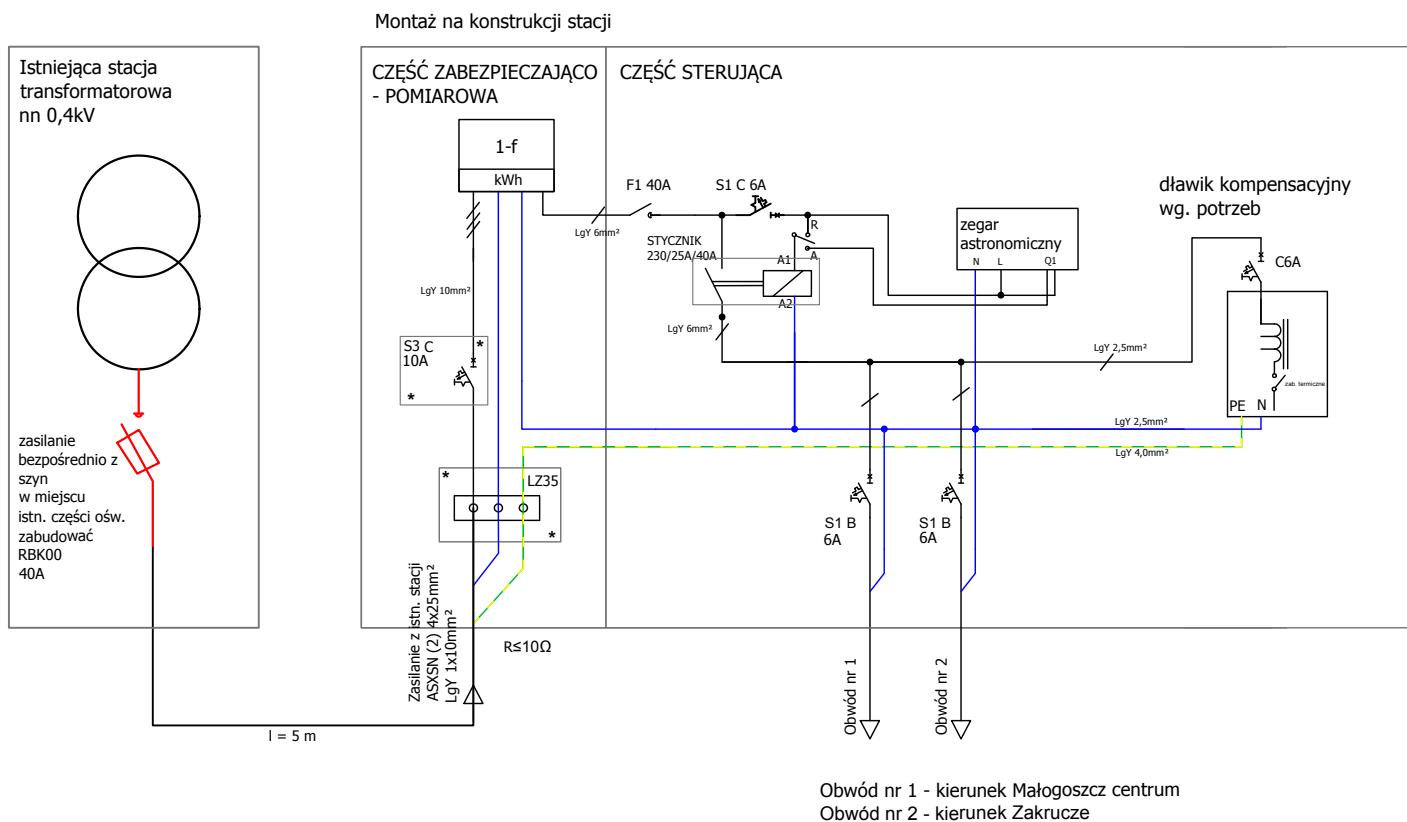 Montaż na konstrukcji stacji
Istniejąca stacja
transformatorowa
nn 0,4kV
CZĘŚĆ ZABEZPIECZAJĄCO
- POMIAROWA
CZĘŚĆ STERUJĄCA
1-f
kWh
F1 40A
S1 C 6A
LgY 6mm²
STYCZNIK
230/25A/40A
R
A
A1
A2
zegar
astronomiczny
N L Q1
dławik kompensacyjny
wg. potrzeb
C6A
LgY 10mm²
LgY 6mm²
LgY 2,5mm²
S3 C
10A
*
*
zab. termiczne
PE N
LgY 2,5mm²
LgY 4,0mm²
zasilanie
bezpośrednio z
szyn
w miejscu
istn. części ośw.
zabudować
RBK00
40A
*
LZ35
*
S1 B
6A
S1 B
6A
Zasilanie z istn. stacji
ASXSN (2) 4x25mm²
LgY 1x10mm²
R≤10Ω
l = 5 m
Obwód nr 1
Obwód nr 2
Obwód nr 1 - kierunek Małogoszcz centrum
Obwód nr 2 - kierunek Zakrucze